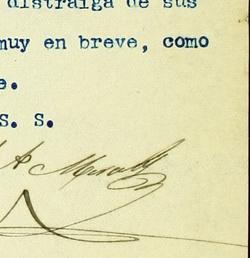 distraiga de sus
muy en breve, como
e.
S. S.